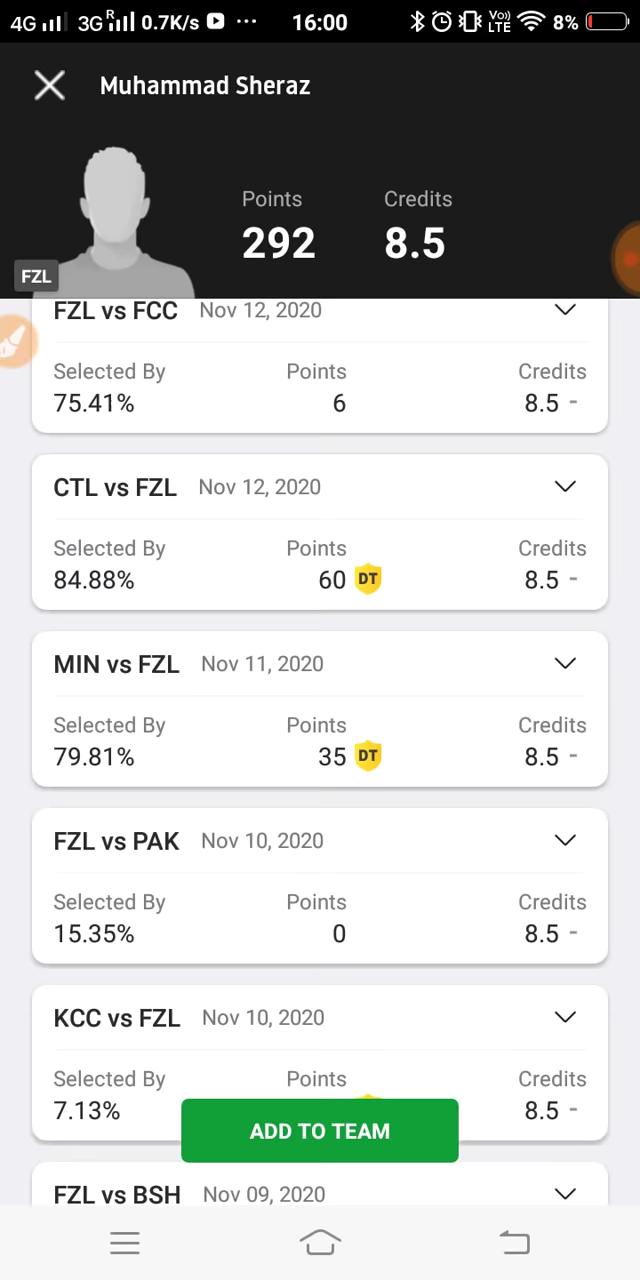 4G 3G R 0.7K/s ··· 16:00 Vo) LTE 8%
Muhammad Sheraz
Points Credits
292 8.5
FZL
FZL vs FCC Nov 12, 2020
Selected By Points Credits
75.41% 6 8.5 -
CTL vs FZL Nov 12, 2020
Selected By Points Credits
84.88% 60 DT 8.5 -
MIN vs FZL Nov 11, 2020
Selected By Points Credits
79.81% 35 DT 8.5 -
FZL vs PAK Nov 10, 2020
Selected By Points Credits
15.35% 0 8.5 -
KCC vs FZL Nov 10, 2020
Selected By Points Credits
7.13% 8.5 -
ADD TO TEAM
FZL vs BSH Nov 09, 2020